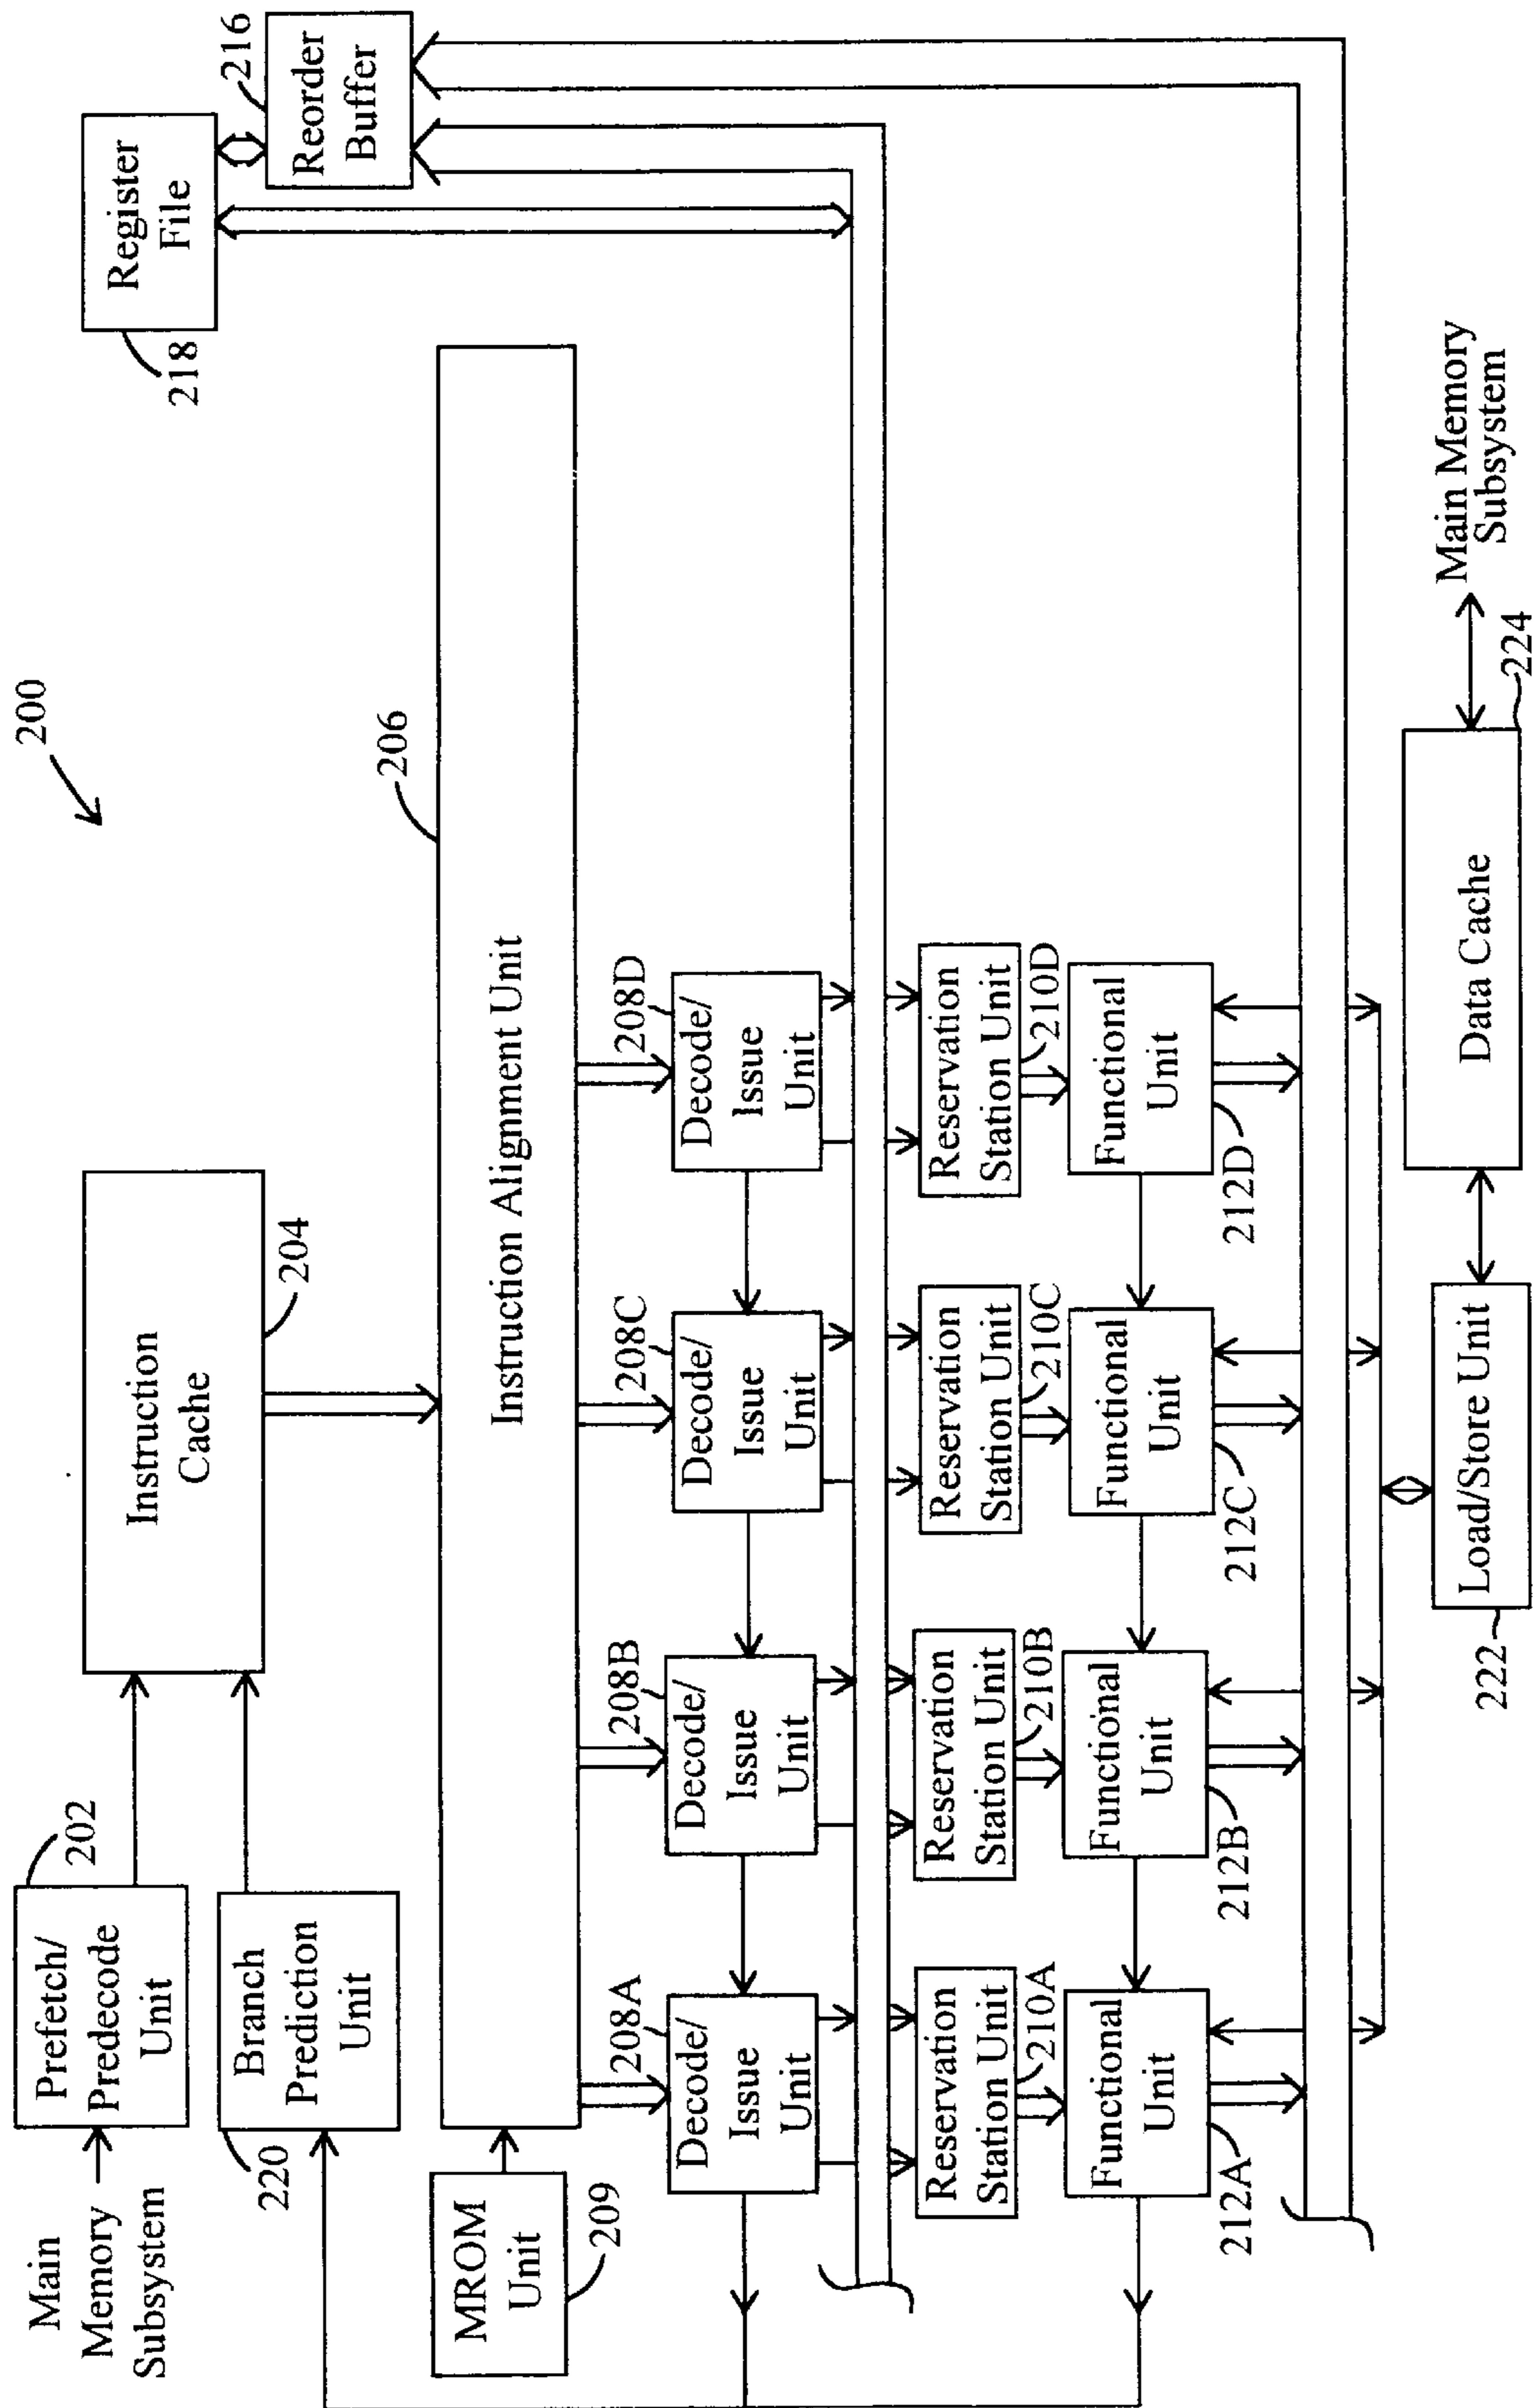 200
Main
Memory
Subsystem
Prefetch/
Predecode
Unit
202
Branch
Prediction
Unit
220
Instruction
Cache
204
Register
File
218
Reorder
Buffer
216
MROM
Unit
209
Instruction Alignment Unit
206
Decode/
Issue
Unit
208A
Decode/
Issue
Unit
208B
Decode/
Issue
Unit
208C
Decode/
Issue
Unit
208D
Reservation
Station Unit
210A
Reservation
Station Unit
210B
Reservation
Station Unit
210C
Reservation
Station Unit
210D
Functional
Unit
212A
Functional
Unit
212B
Functional
Unit
212C
Functional
Unit
212D
Load/Store Unit
222
Data Cache
224
Main Memory
Subsystem